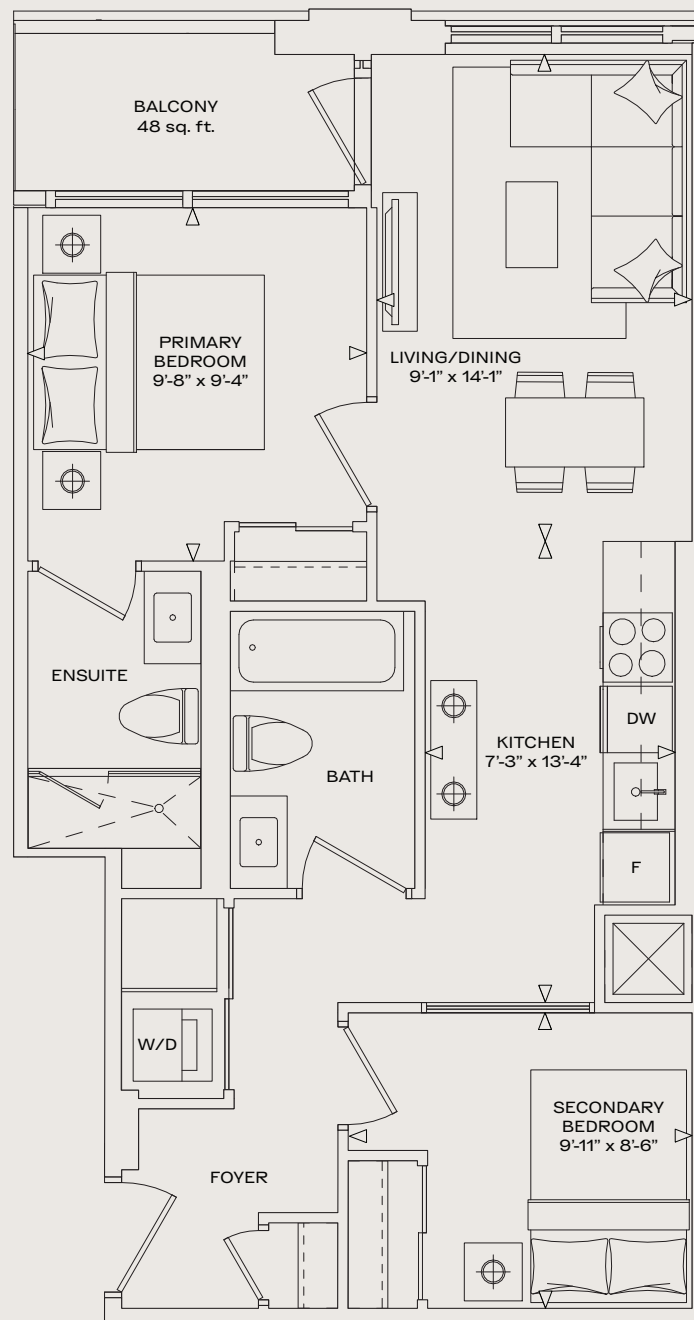 BALCONY
48 sq. ft.
PRIMARY
BEDROOM
9’-8” x 9’-4”
LIVING/DINING
9’-1” x 14’-1”
ENSUITE
BATH
KITCHEN
7’-3” x 13’-4”
DW
F
W/D
SECONDARY
BEDROOM
9’-11” x 8’-6”
FOYER